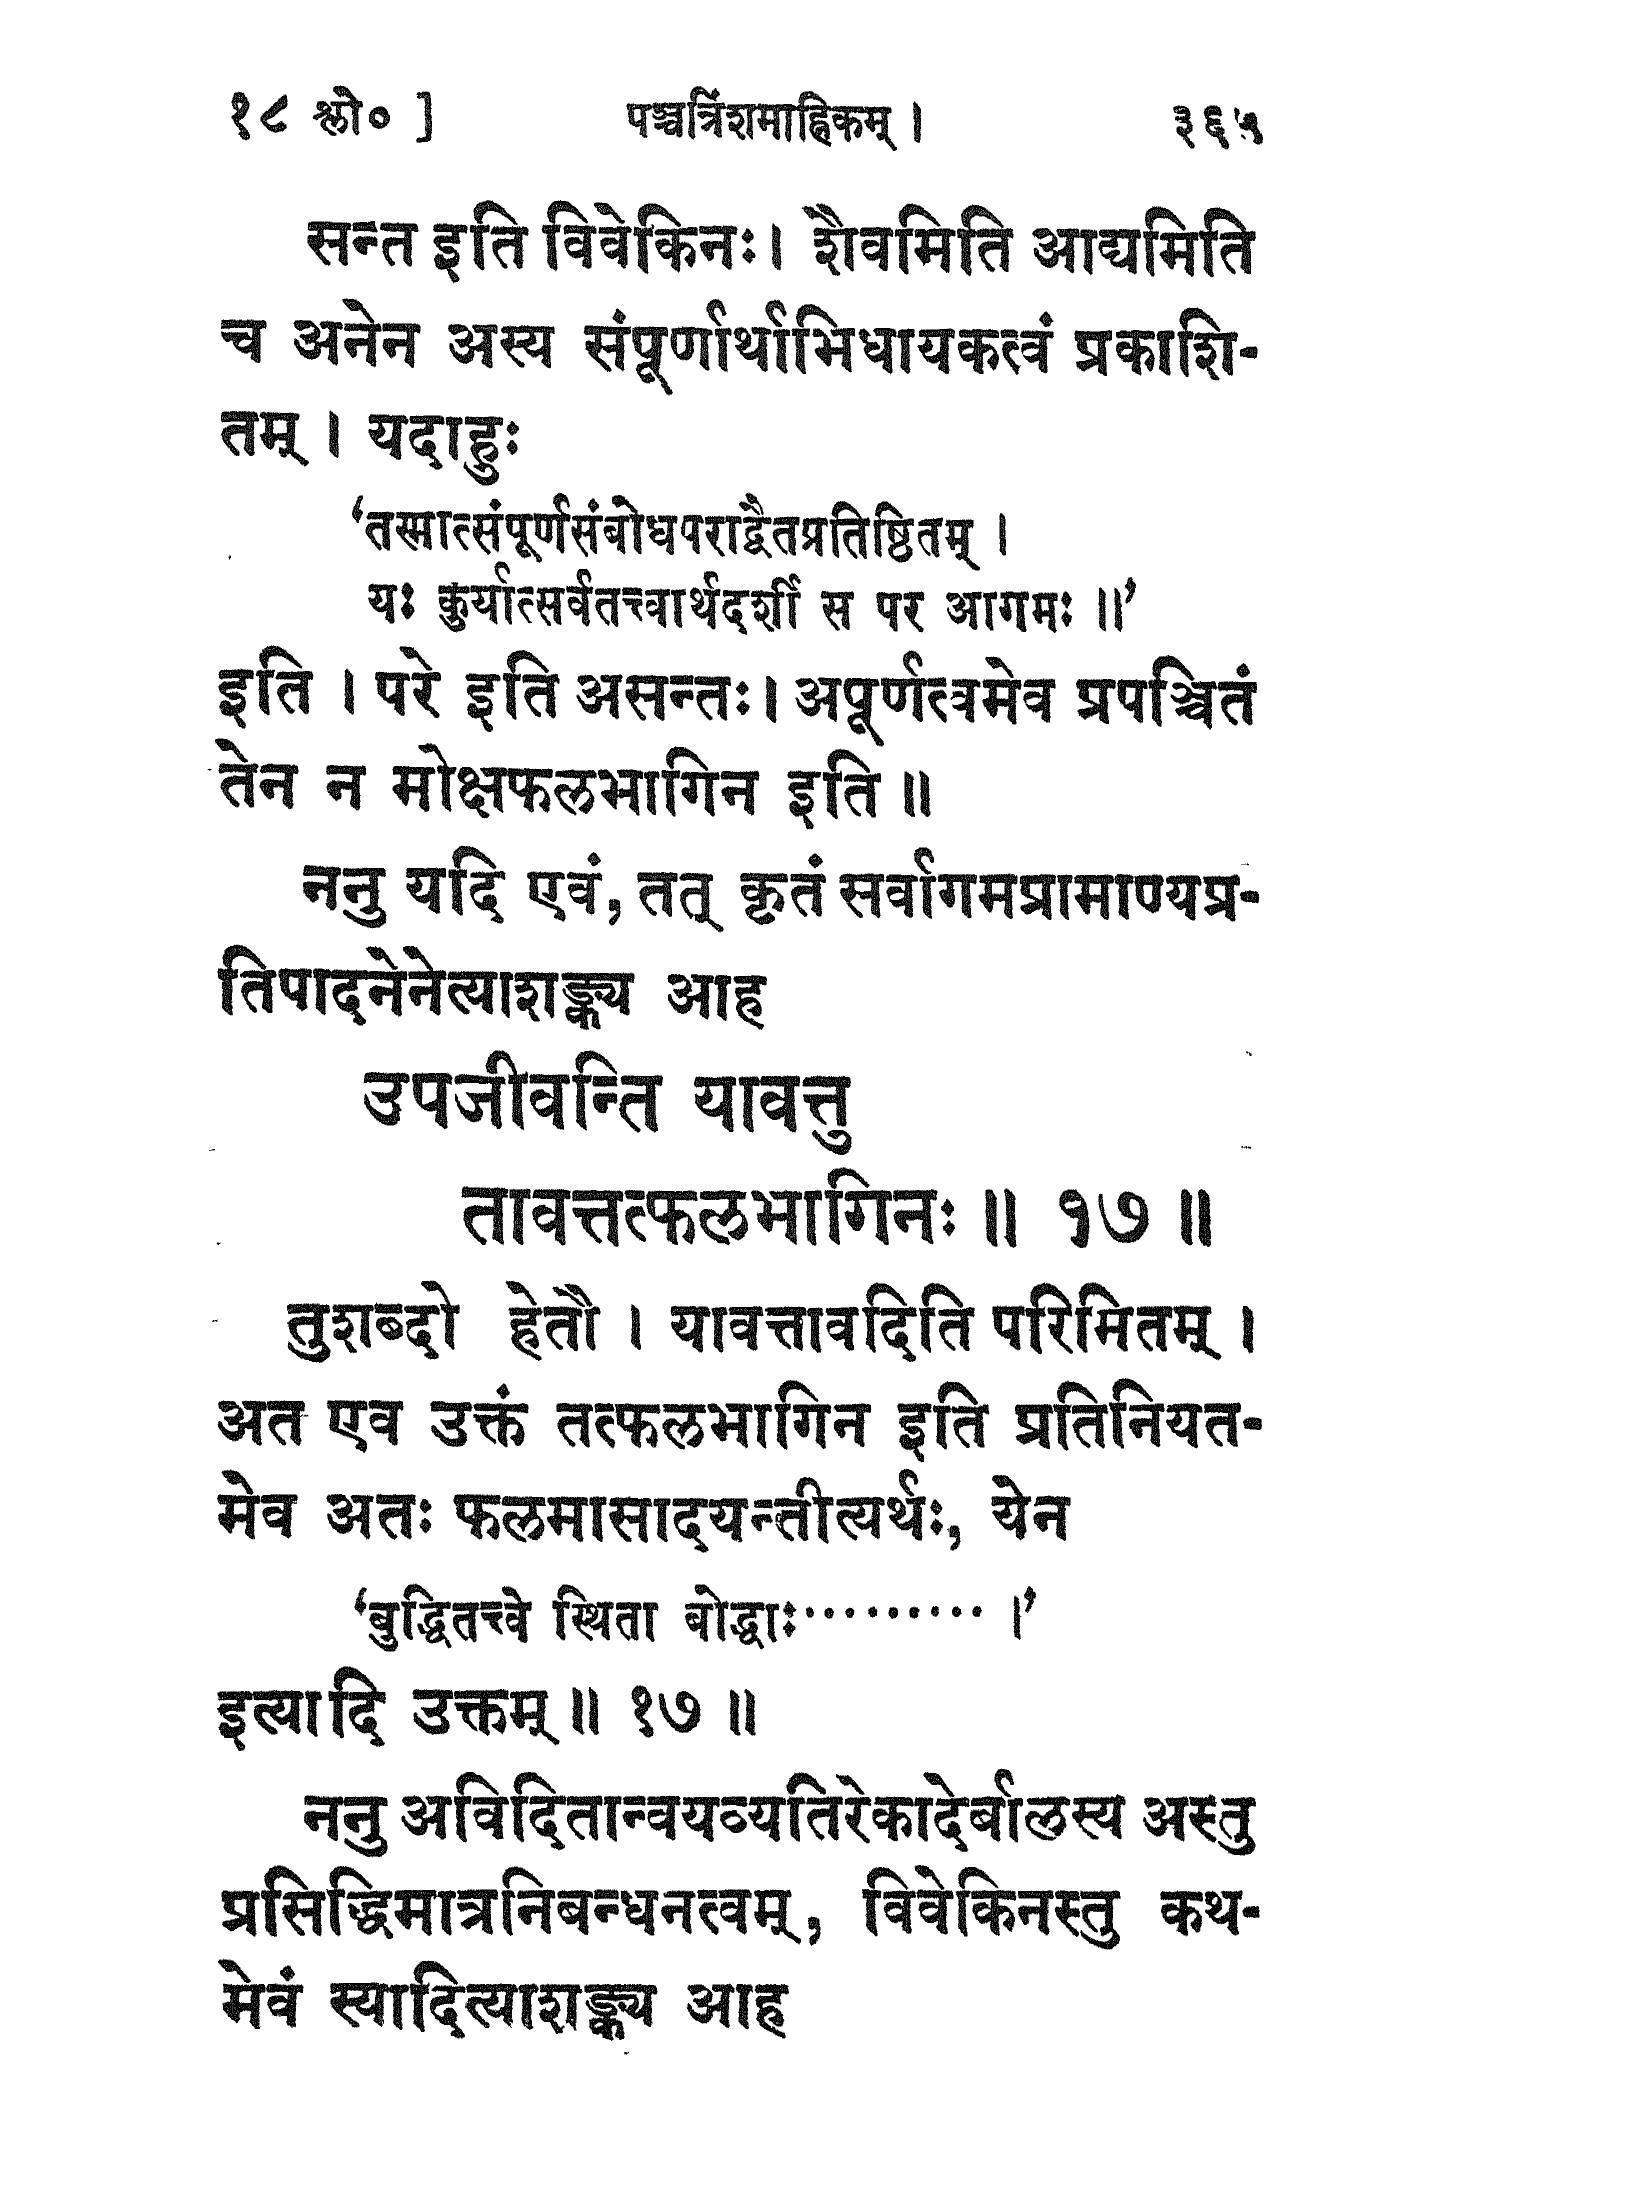 १८ श्लो० ]
पञ्चत्रिंशमाह्निकम् ।
३६५
सन्त इति विवेकिनः। शैवमिति आद्यमिति
च अनेन अस्य संपूर्णार्थाभिधायकत्वं प्रकाशि-
तम् । यदाहुः
‘तस्मात्संपूर्णसंबोधपराद्वैतप्रतिष्ठितम् ।
यः कुर्यात्सर्वतत्त्वार्थदर्शी स पर आगमः ॥’
इति । परे इति असन्तः। अपूर्णत्वमेव प्रपञ्चितं
तेन न मोक्षफलभागिन इति ॥
ननु यदि एवं, तत् कृतं सर्वागमप्रामाण्यप्र-
तिपादनेनेत्याशङ्क्य आह
उपजीवन्ति यावत्तु
तावत्तत्फलभागिनः ॥ १७ ॥
तुशब्दो हेतौ । यावत्तावदिति परिमितम् ।
अत एव उक्तं तत्फलभागिन इति प्रतिनियत-
मेव अतः फलमासादयन्तीत्यर्थः, येन
‘बुद्धितत्त्वे स्थिता बोद्धाः·········।’
इत्यादि उक्तम् ॥ १७ ॥
ननु अविदितान्वयव्यतिरेकादेर्बालस्य अस्तु
प्रसिद्धिमात्रनिबन्धनत्वम्, विवेकिनस्तु कथ-
मेवं स्यादित्याशङ्क्य आह